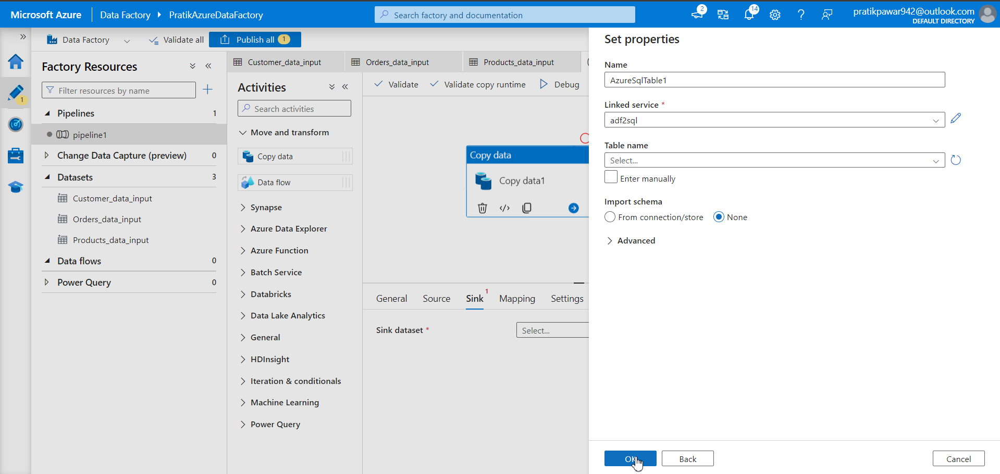 Microsoft Azure
Data Factory
PratikAzureDataFactory
Search factory and documentation
2
14
pratikpawar942@outlook.com
DEFAULT DIRECTORY
1
Data Factory
Validate all
Publish all 1
Factory Resources
Filter resources by name
Pipelines 1
pipeline1
Change Data Capture (preview) 0
Datasets 3
Customer_data_input
Orders_data_input
Products_data_input
Data flows 0
Power Query 0
Customer_data_input
Orders_data_input
Products_data_input
Activities
Search activities
Move and transform
Copy data
Data flow
Synapse
Azure Data Explorer
Azure Function
Batch Service
Databricks
Data Lake Analytics
General
HDInsight
Iteration & conditionals
Machine Learning
Power Query
Validate
Validate copy runtime
Debug
Copy data
Copy data1
General
Source
Sink 1
Mapping
Settings
Sink dataset *
Select...
Set properties
Name
AzureSqlTable1
Linked service *
adf2sql
Table name
Select...
Enter manually
Import schema
From connection/store
None
Advanced
OK
Back
Cancel